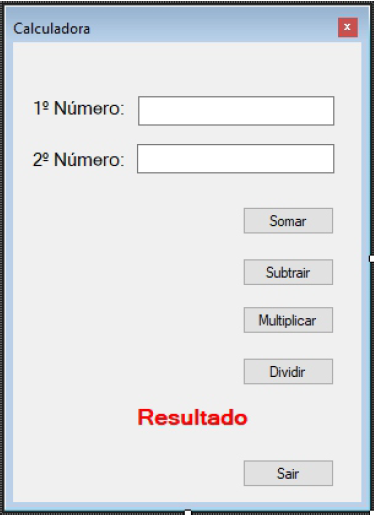 Calculadora
x
1º Número:
2º Número:
Somar
Subtrair
Multiplicar
Dividir
Resultado
Sair